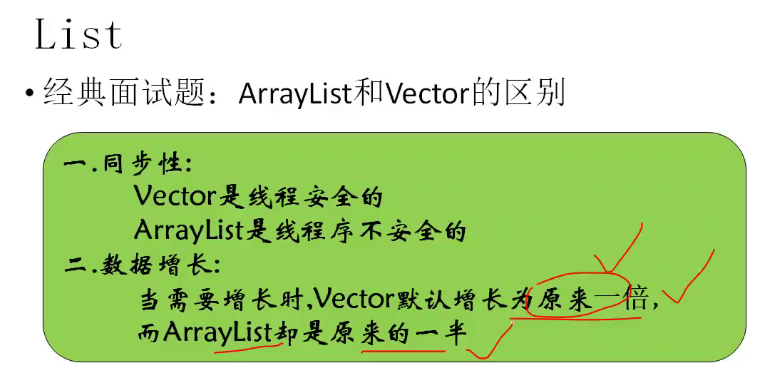 List
• 经典面试题：ArrayList和Vector的区别
一.同步性:
Vector是线程安全的
ArrayList是线程序不安全的
二.数据增长:
当需要增长时,Vector默认增长为原来一倍，
而ArrayList却是原来的一半